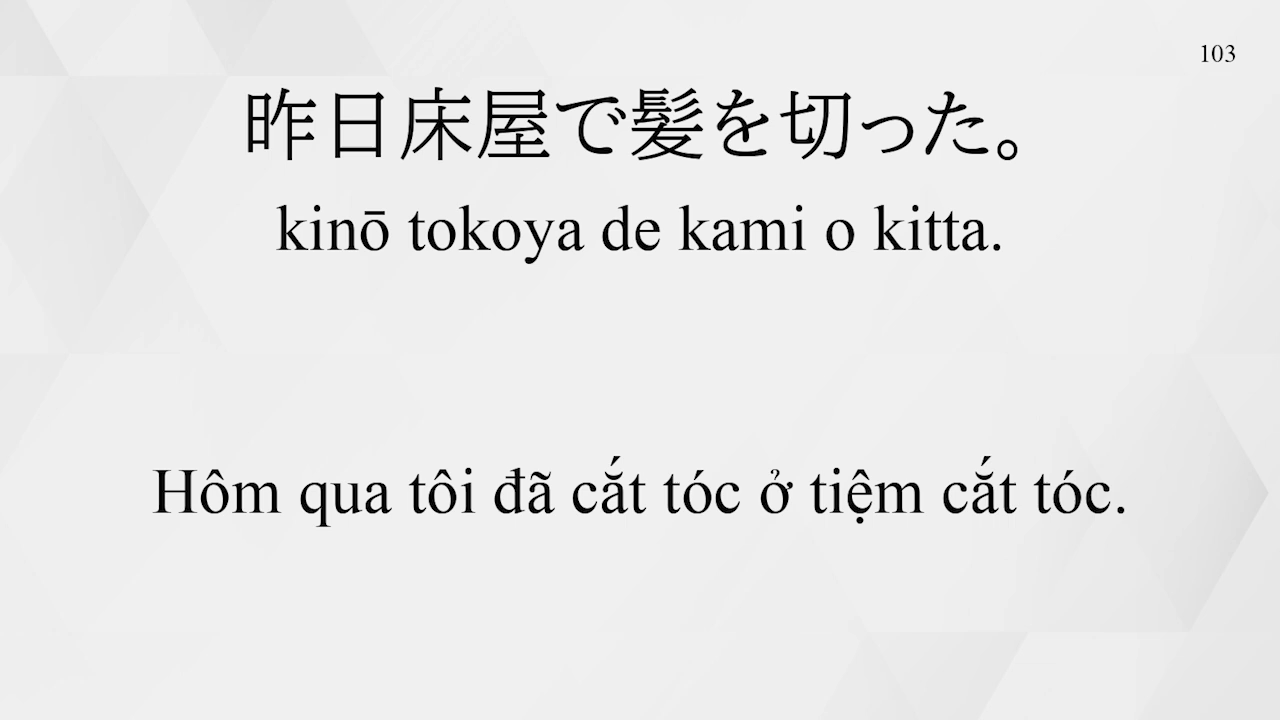 103
昨日床屋で髪を切った。
kinō tokoya de kami o kitta.
Hôm qua tôi đã cắt tóc ở tiệm cắt tóc.